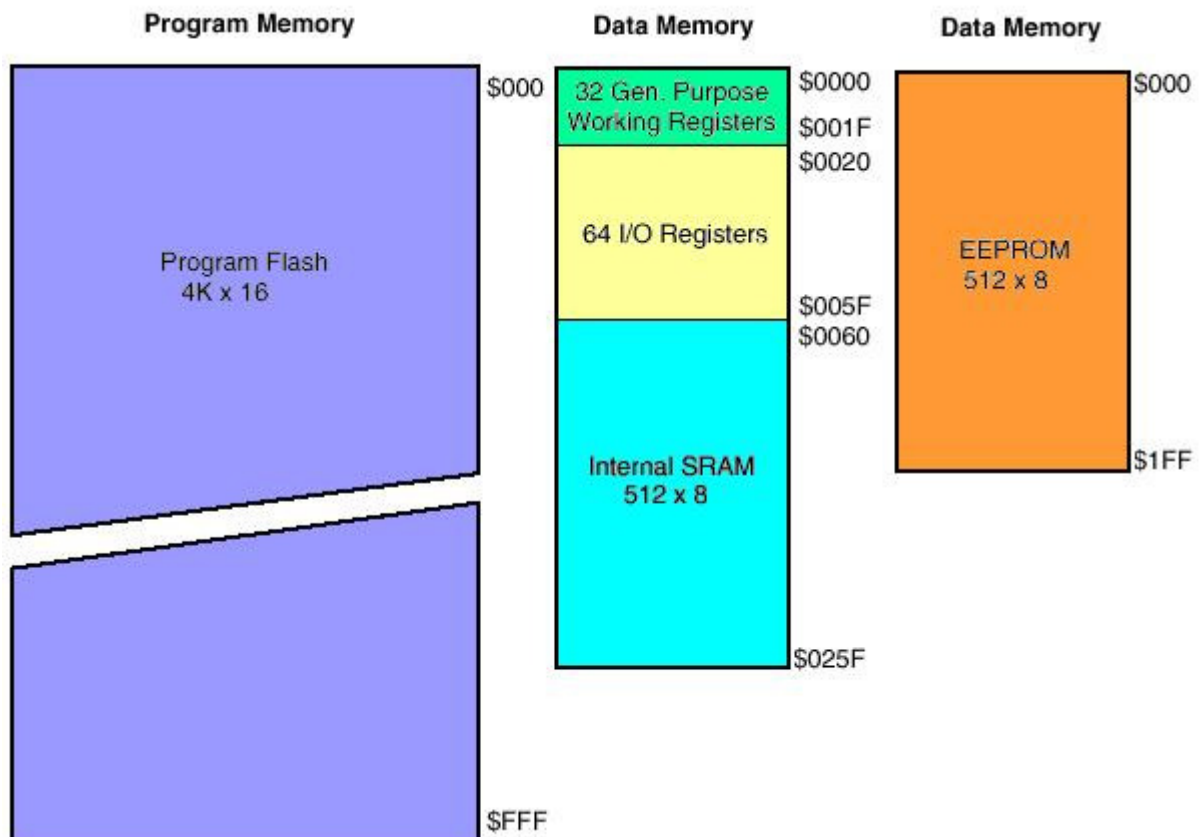 Program Memory
$000
Program Flash
4K x 16
$FFF
Data Memory
32 Gen. Purpose
Working Registers
$0000
$001F
$0020
64 I/O Registers
$005F
$0060
Internal SRAM
512 x 8
$025F
Data Memory
$000
EEPROM
512 x 8
$1FF